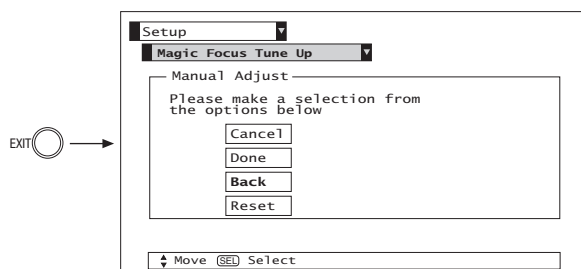 Setup
Magic Focus Tune Up
Manual Adjust
Please make a selection from
the options below
Cancel
EXIT
Done
Back
Reset
Move SEL Select